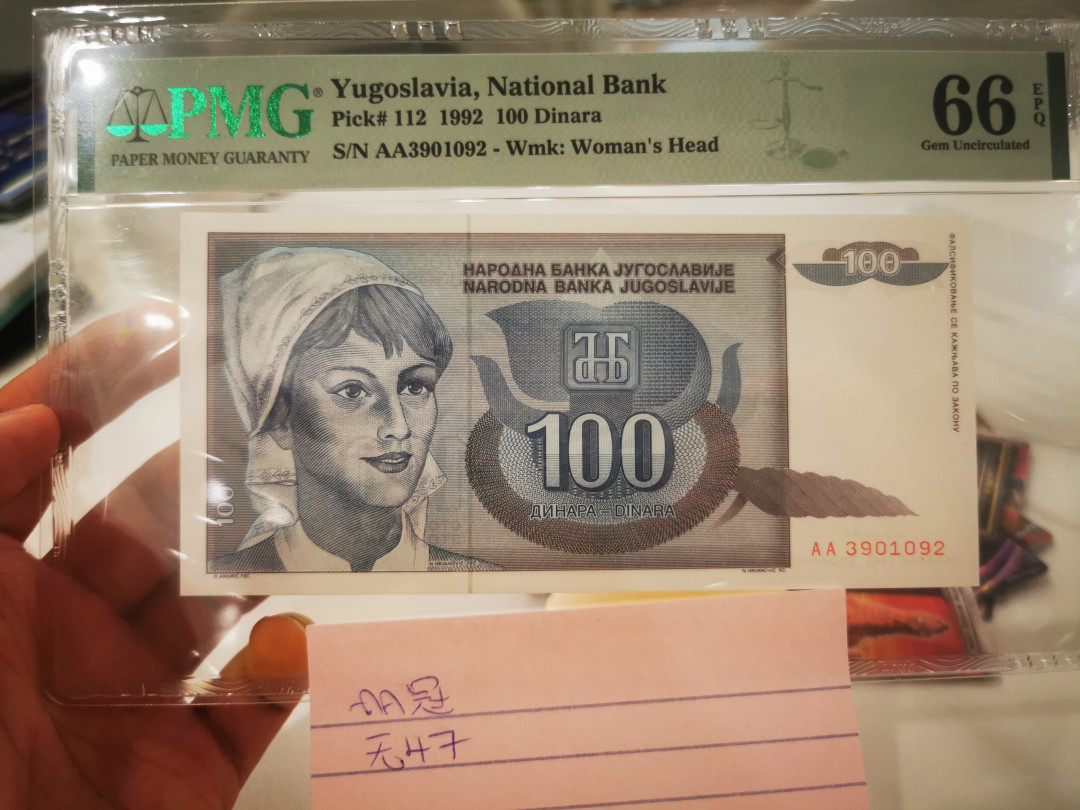 PMG®
PAPER MONEY GUARANTY
Yugoslavia, National Bank
Pick# 112 1992 100 Dinara
S/N AA3901092 - Wmk: Woman's Head
66
EPQ
Gem Uncirculated
НАРОДНА БАНКА ЈУГОСЛАВИЈЕ
NARODNA BANKA JUGOSLAVIJE
100
ФАЛСИФИКОВАЊЕ СЕ КАЖЊАВА ПО ЗАКОНУ
100
ДИНАРА – DINARA
100
AA 3901092
AA冠
无47